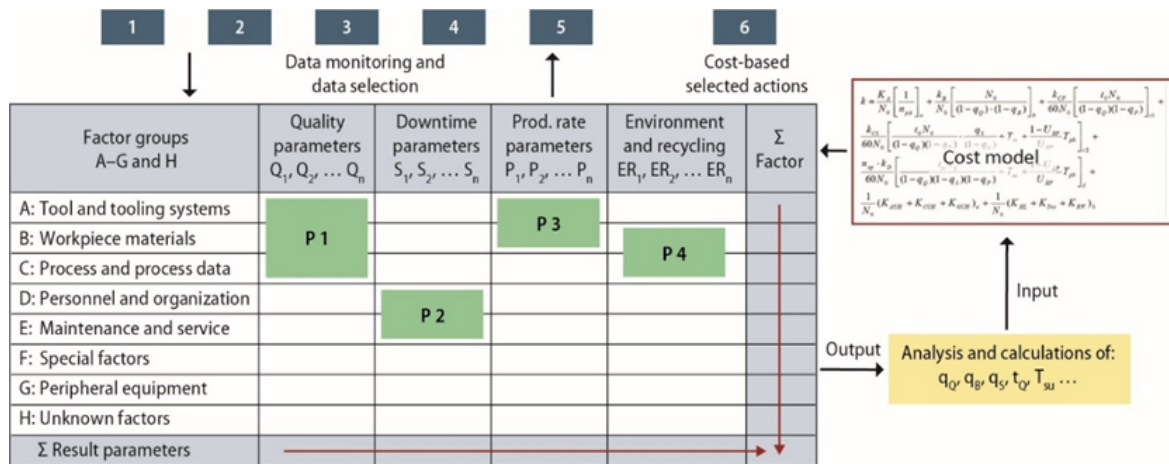 1 2 3 4 5 6
Data monitoring and
data selection
Cost-based
selected actions
Factor groups
A–G and H
Quality
parameters
Q1, Q2, ... Qn
Downtime
parameters
S1, S2, ... Sn
Prod. rate
parameters
P1, P2, ... Pn
Environment
and recycling
ER1, ER2, ... ERn
Σ
Factor
A: Tool and tooling systems
B: Workpiece materials
C: Process and process data
D: Personnel and organization
E: Maintenance and service
F: Special factors
G: Peripheral equipment
H: Unknown factors
Σ Result parameters
P 1
P 2
P 3
P 4
Cost model
Input
Output
Analysis and calculations of:
qQ, qB, qS, tQ, Tsu ...